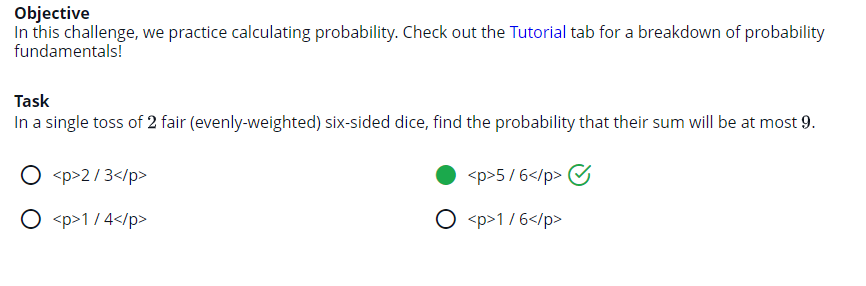 Objective
In this challenge, we practice calculating probability. Check out the Tutorial tab for a breakdown of probability
fundamentals!
Task
In a single toss of 2 fair (evenly-weighted) six-sided dice, find the probability that their sum will be at most 9.
<p>2 / 3</p>
<p>5 / 6</p>
<p>1 / 4</p>
<p>1 / 6</p>